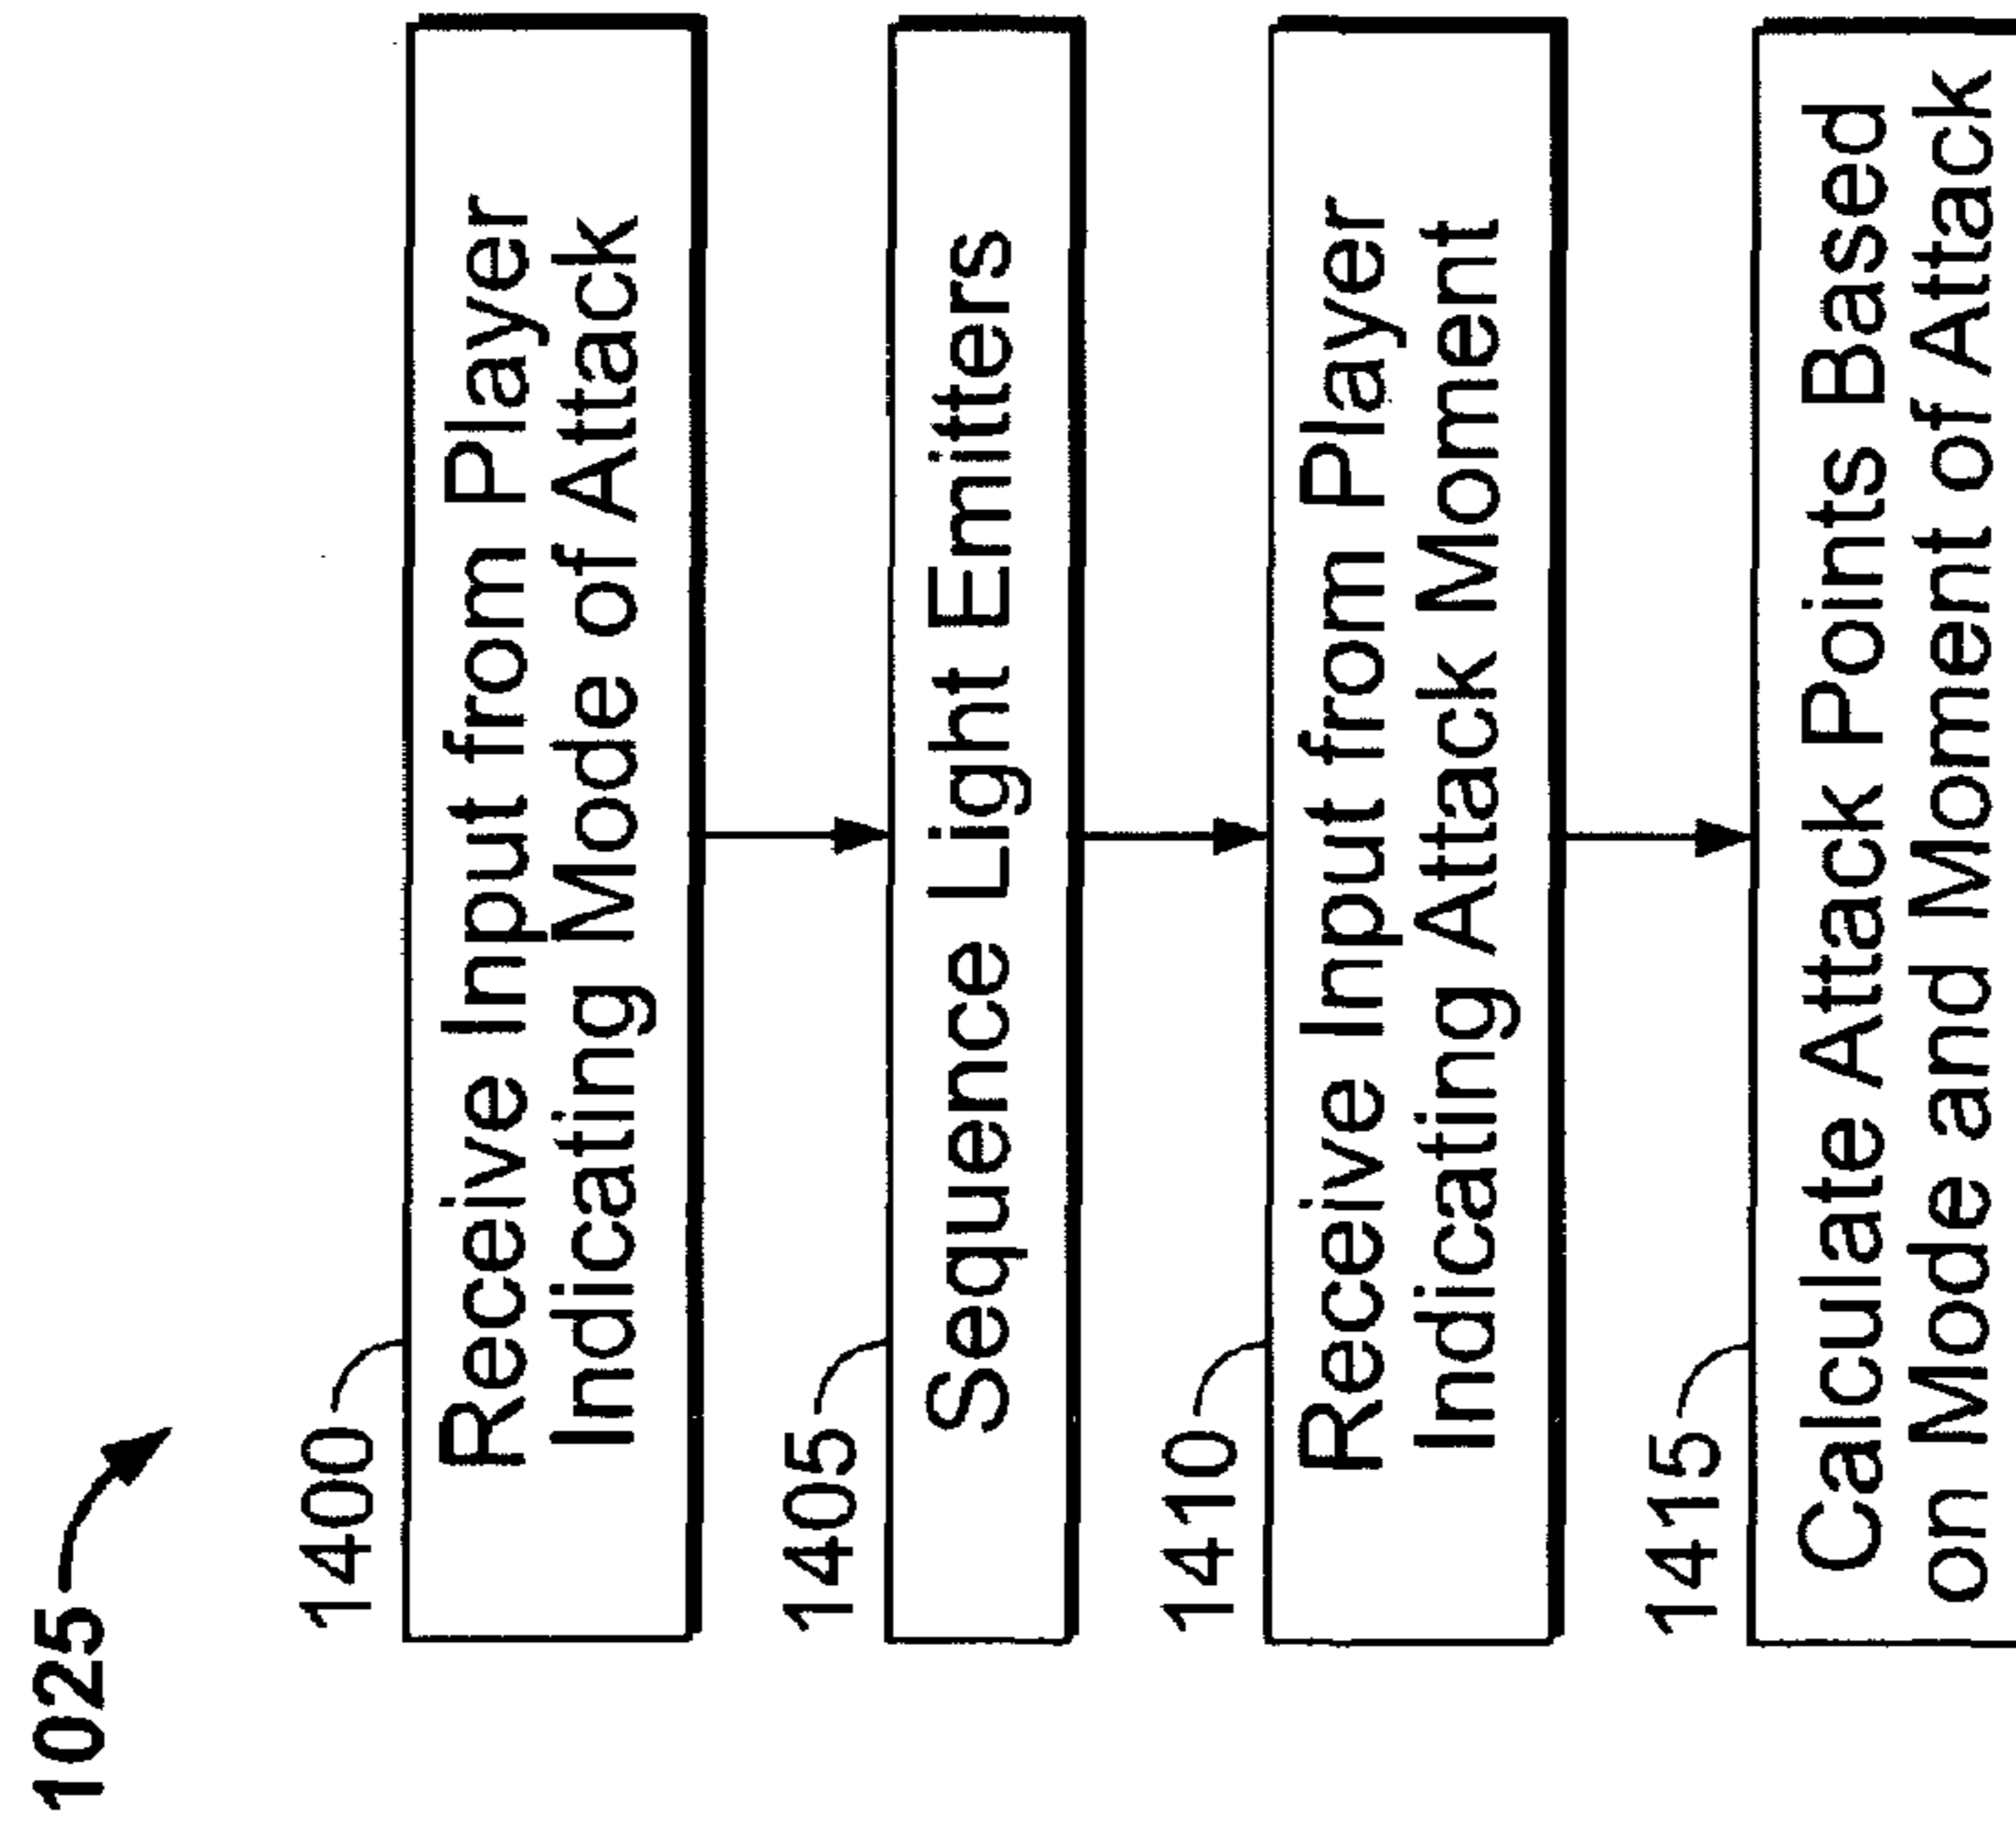 1025
1400
Receive Input from Player
Indicating Mode of Attack
1405
Sequence Light Emitters
1410
Receive Input from Player
Indicating Attack Moment
1415
Calculate Attack Points Based
on Mode and Moment of Attack